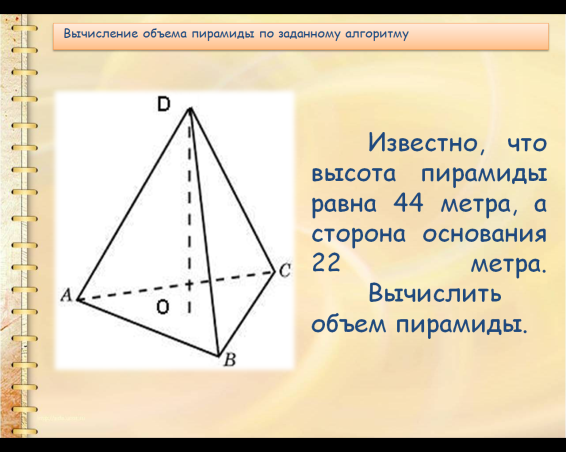 Вычисление объема пирамиды по заданному алгоритму
D
Известно, что
высота пирамиды
равна 44 метра, а
сторона основания
22 метра.
Вычислить
объем пирамиды.
C
A
O
B